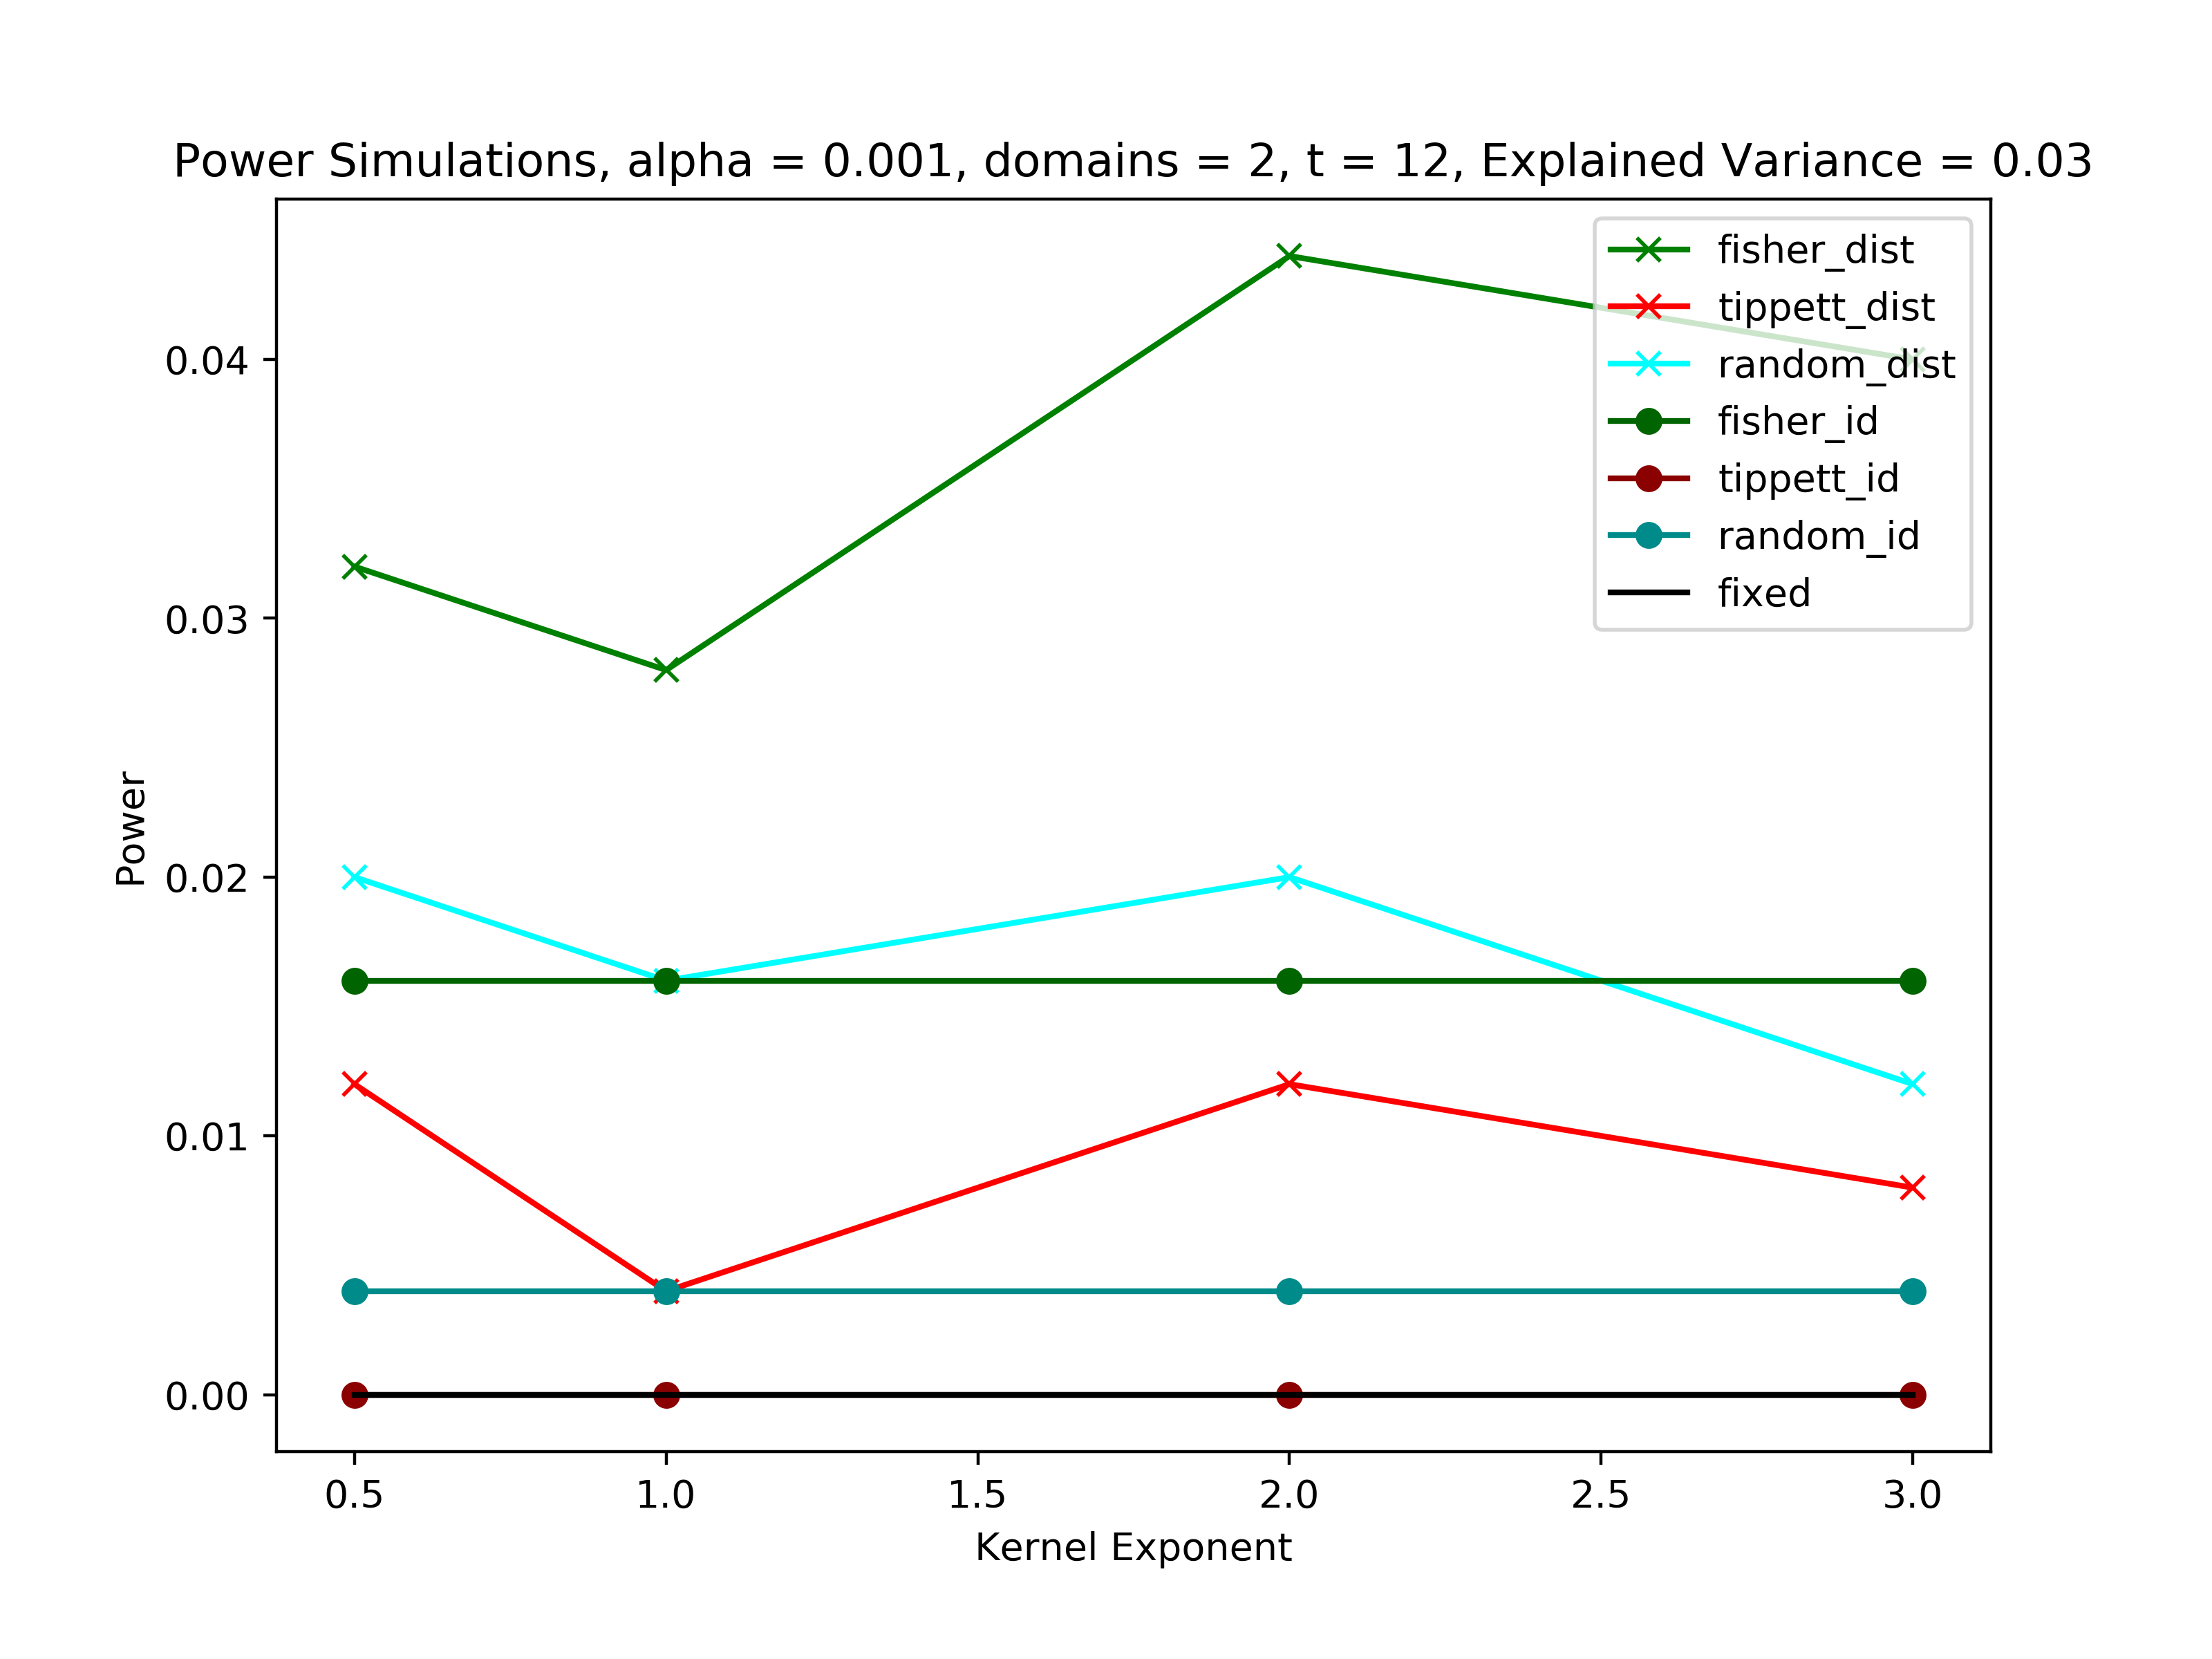 Power Simulations, alpha = 0.001, domains = 2, t = 12, Explained Variance = 0.03
fisher_dist
tippett_dist
random_dist
fisher_id
tippett_id
random_id
fixed
Power
0.04
0.03
0.02
0.01
0.00
0.5 1.0 1.5 2.0 2.5 3.0
Kernel Exponent